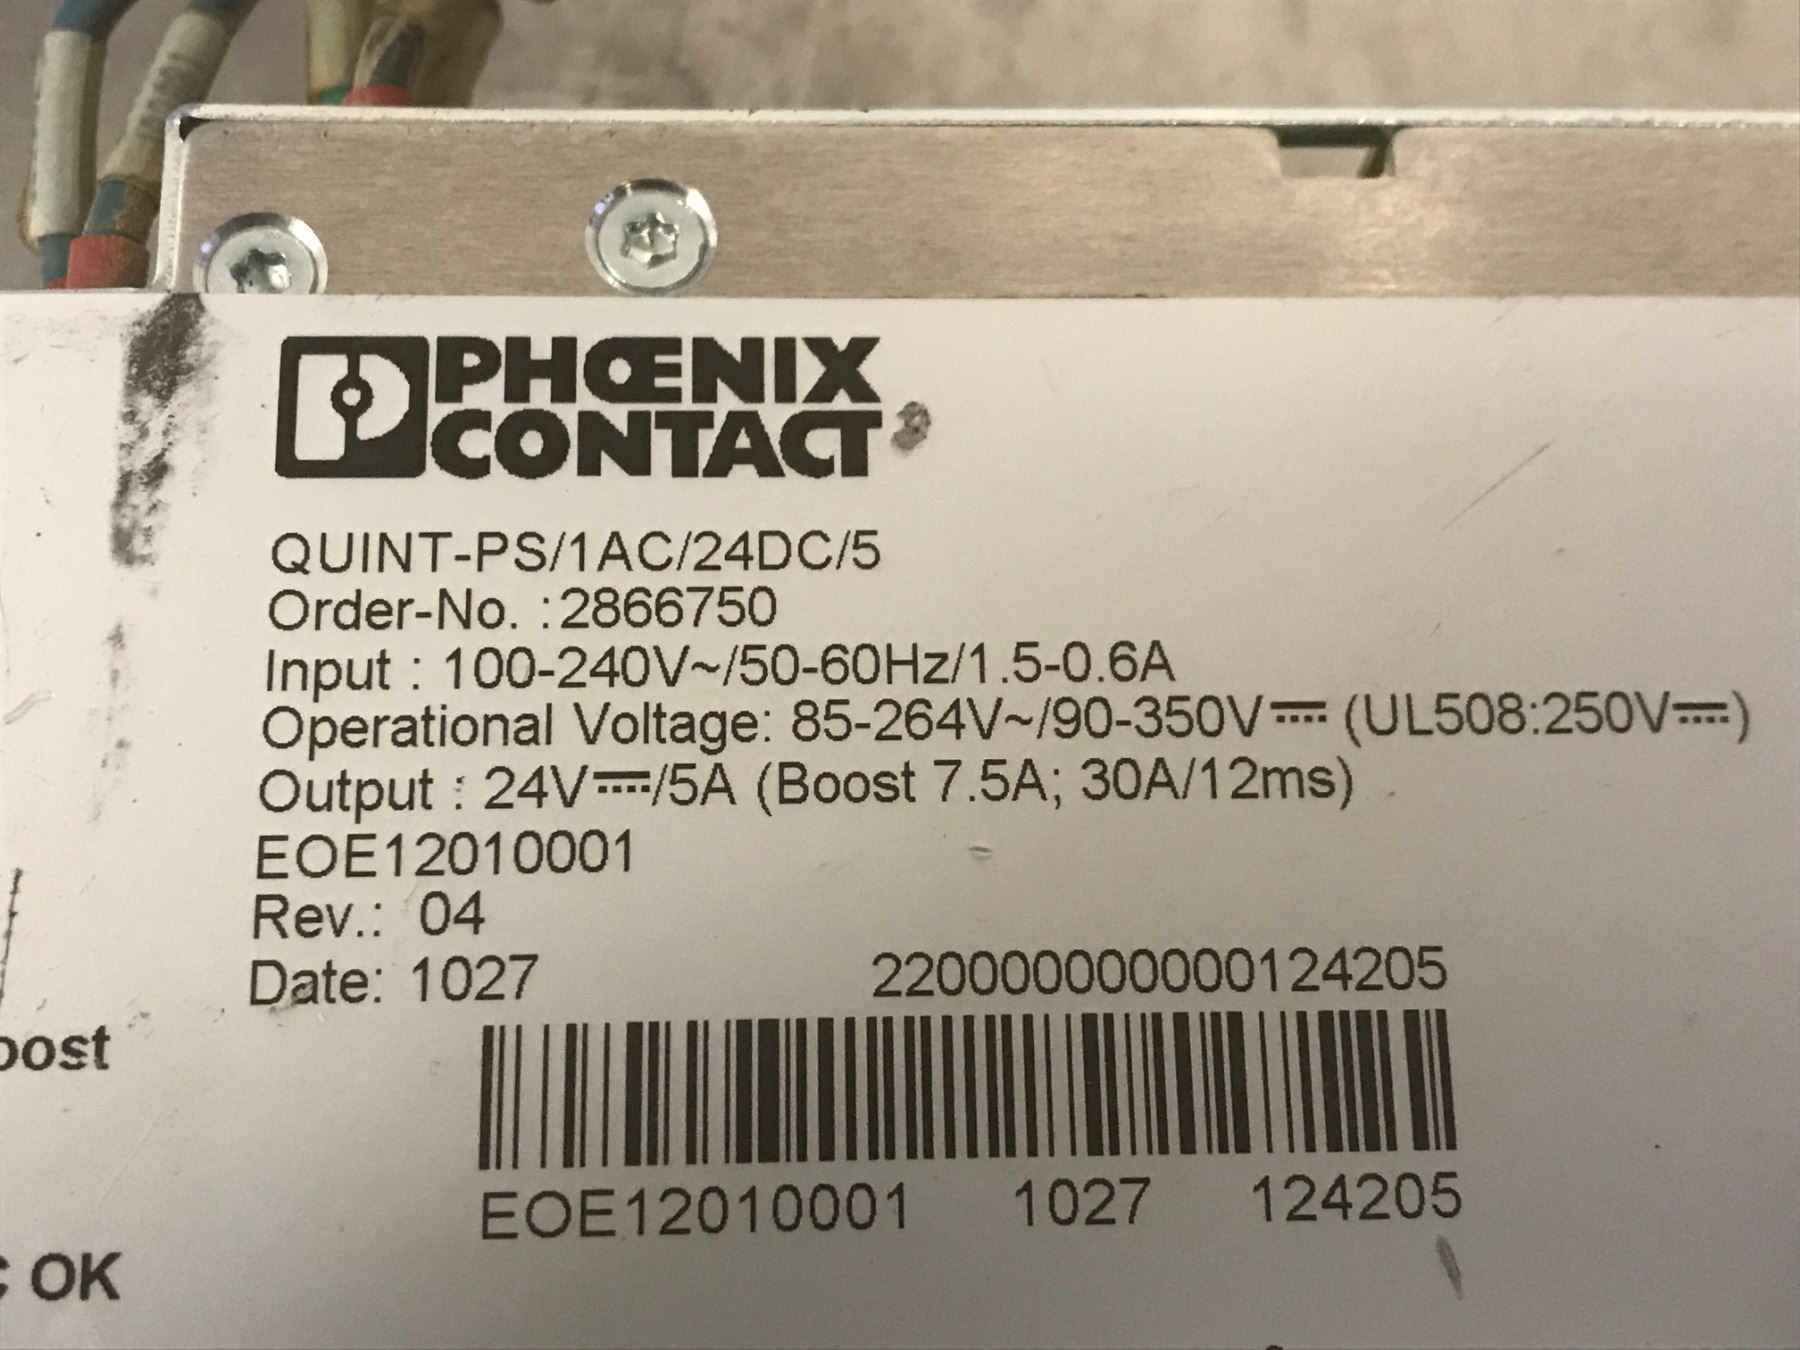 PHŒNIX
CONTACT
QUINT-PS/1AC/24DC/5
Order-No. :2866750
Input : 100-240V~/50-60Hz/1.5-0.6A
Operational Voltage: 85-264V~/90-350V⎓ (UL508:250V⎓)
Output : 24V⎓/5A (Boost 7.5A; 30A/12ms)
EOE12010001
Rev.: 04
Date: 1027 220000000000124205
oost
EOE12010001 1027 124205
OK